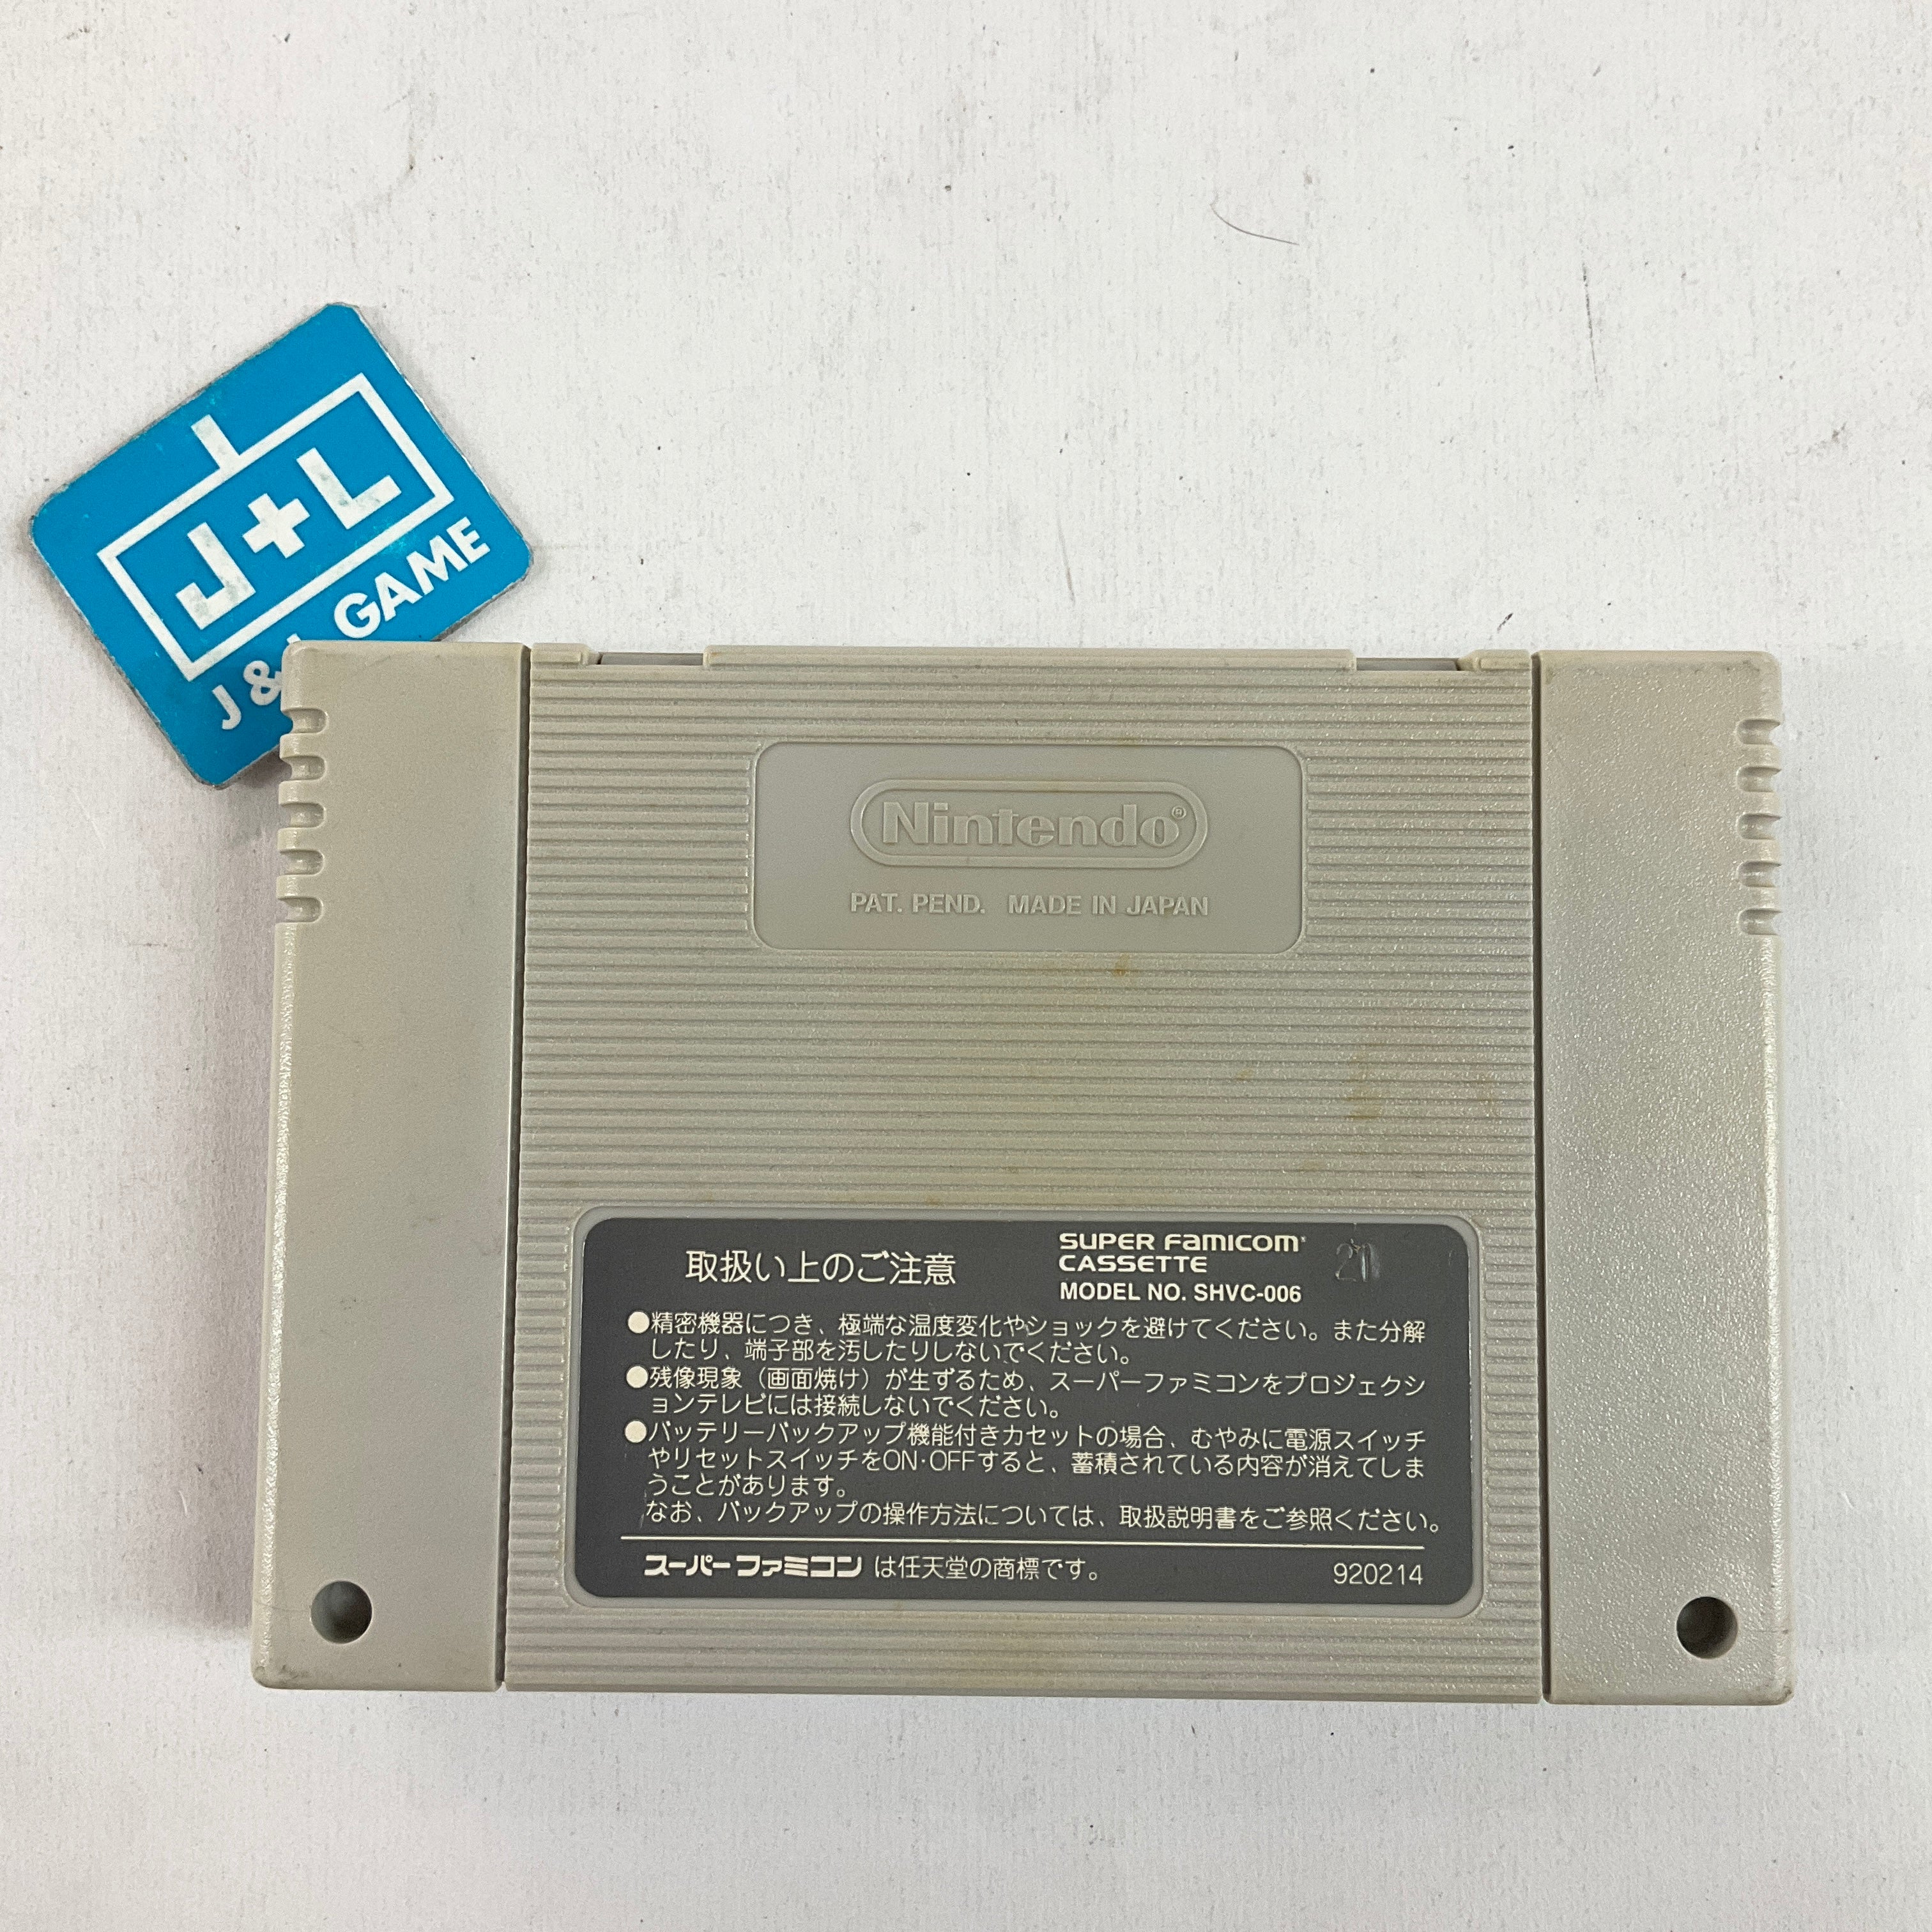 J+L
J & L GAME
Nintendo®
PAT. PEND. MADE IN JAPAN
取扱い上のご注意
SUPER FAMICOM
CASSETTE
MODEL NO. SHVC-006
20
●精密機器につき、極端な温度変化やショックを避けてください。また分解
したり、端子部を汚したりしないでください。
●残像現象（画面焼け）が生ずるため、スーパーファミコンをプロジェクシ
ョンテレビには接続しないでください。
●バッテリーバックアップ機能付きカセットの場合、むやみに電源スイッチ
やリセットスイッチをON・OFFすると、蓄積されている内容が消えてしま
うことがあります。
なお、バックアップの操作方法については、取扱説明書をご参照ください。
スーパーファミコン は任天堂の商標です。
920214